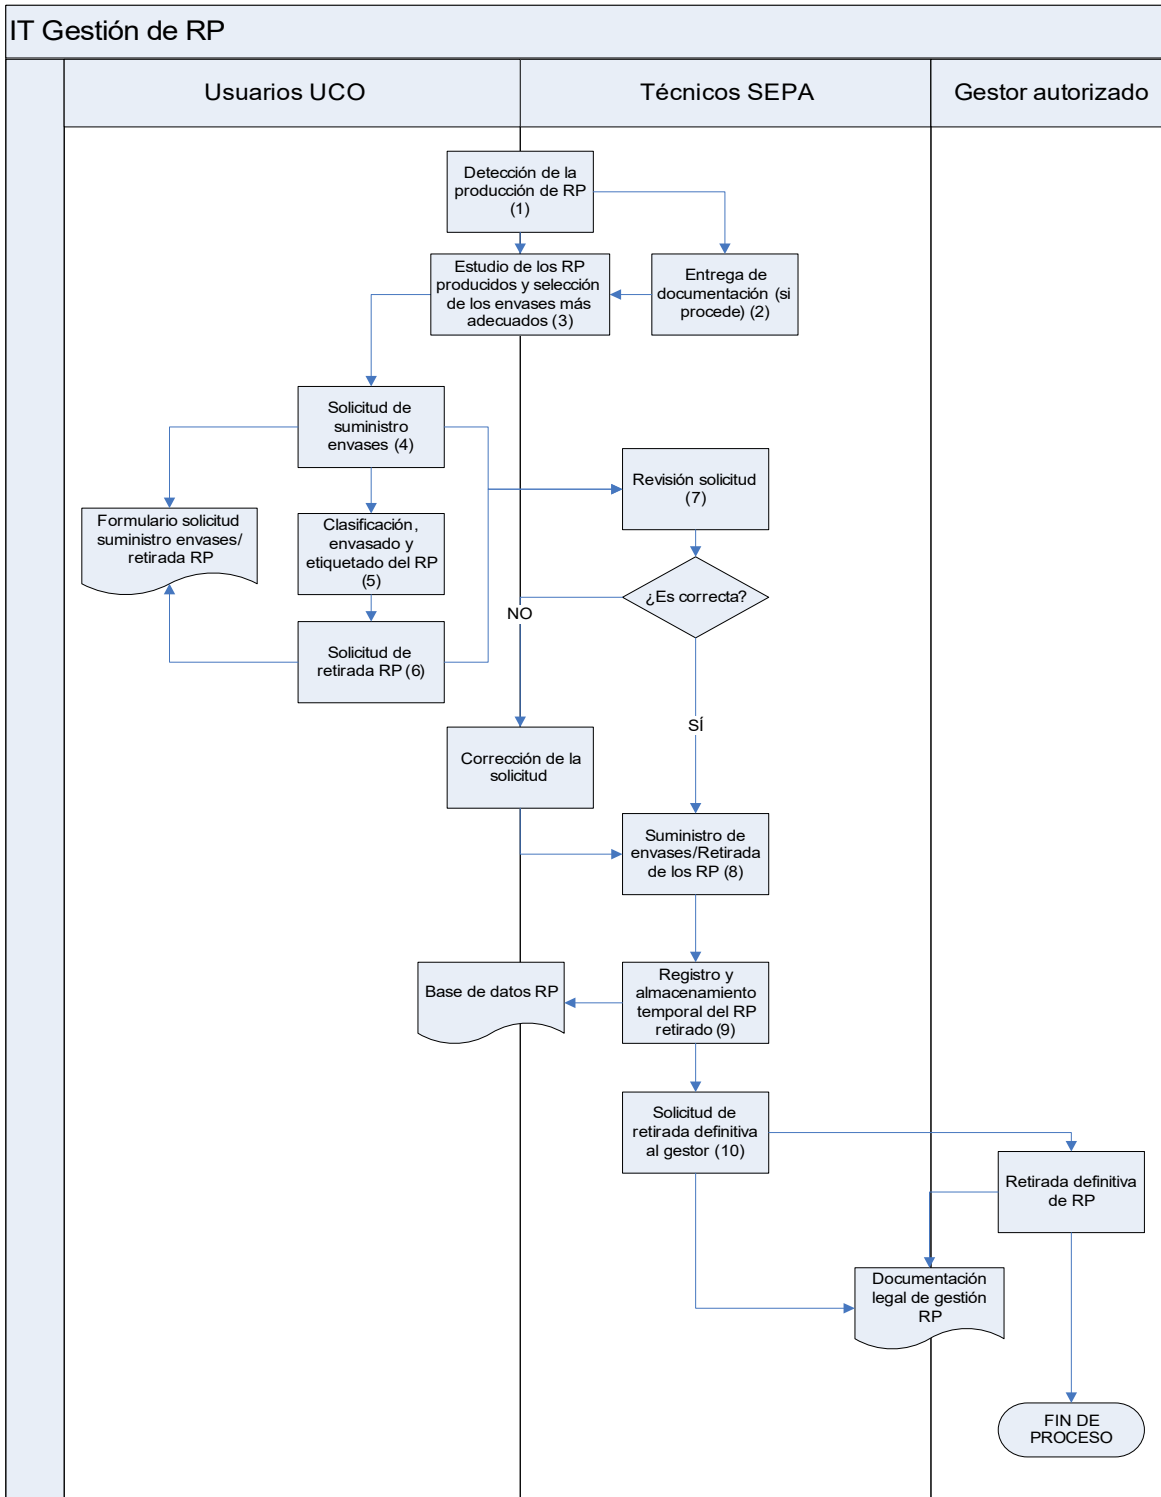 IT Gestión de RP
Usuarios UCO
Técnicos SEPA
Gestor autorizado
Detección de la
producción de RP
(1)
Estudio de los RP
producidos y selección
de los envases más
adecuados (3)
Entrega de
documentación (si
procede) (2)
Solicitud de
suministro
envases (4)
Revisión solicitud
(7)
Formulario solicitud
suministro envases/
retirada RP
Clasificación,
envasado y
etiquetado del RP
(5)
¿Es correcta?
NO
Solicitud de
retirada RP (6)
SÍ
Corrección de la
solicitud
Suministro de
envases/Retirada
de los RP (8)
Base de datos RP
Registro y
almacenamiento
temporal del RP
retirado (9)
Solicitud de
retirada definitiva
al gestor (10)
Retirada definitiva
de RP
Documentación
legal de gestión
RP
FIN DE
PROCESO